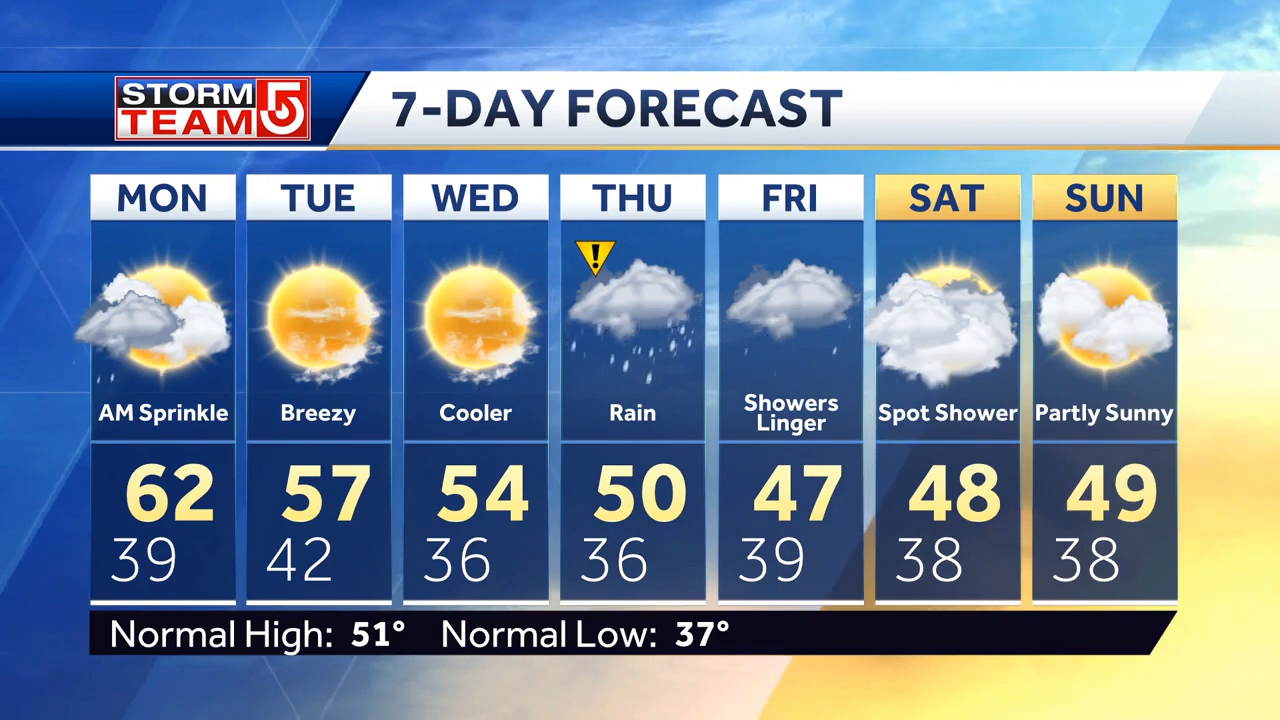 STORM
TEAM 5
7-DAY FORECAST
MON TUE WED THU FRI SAT SUN
!
AM Sprinkle Breezy Cooler Rain Showers Linger Spot Shower Partly Sunny
62 57 54 50 47 48 49
39 42 36 36 39 38 38
Normal High: 51° Normal Low: 37°